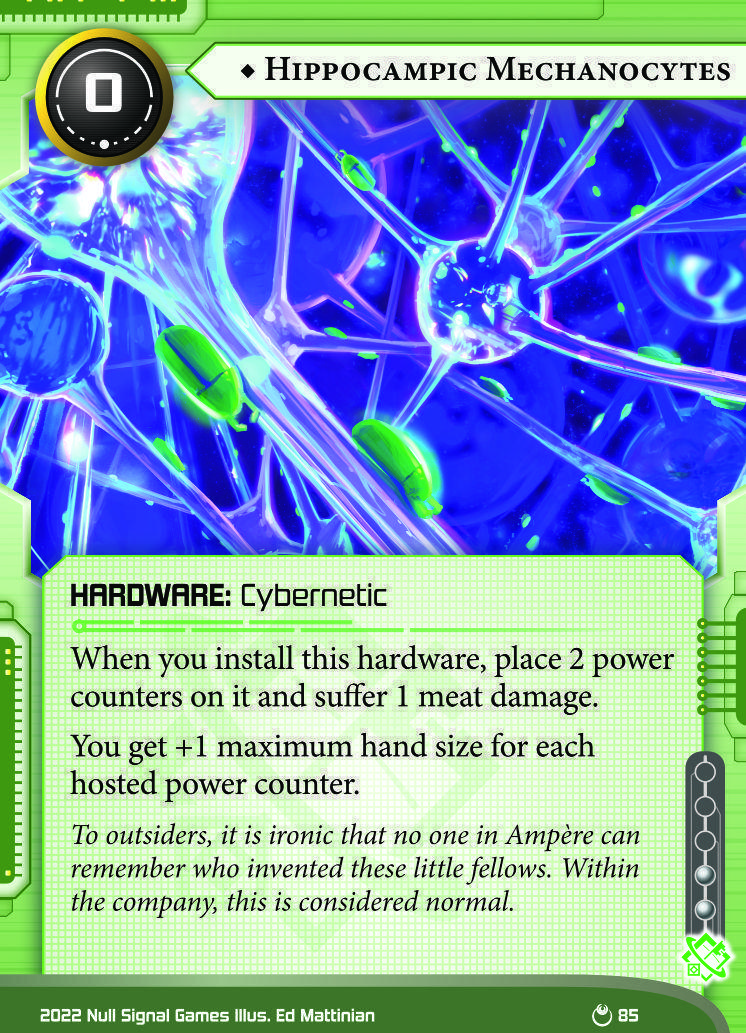 0
◆ Hippocampic Mechanocytes
HARDWARE: Cybernetic
When you install this hardware, place 2 power
counters on it and suffer 1 meat damage.
You get +1 maximum hand size for each
hosted power counter.
To outsiders, it is ironic that no one in Ampère can
remember who invented these little fellows. Within
the company, this is considered normal.
2022 Null Signal Games Illus. Ed Mattinian
85